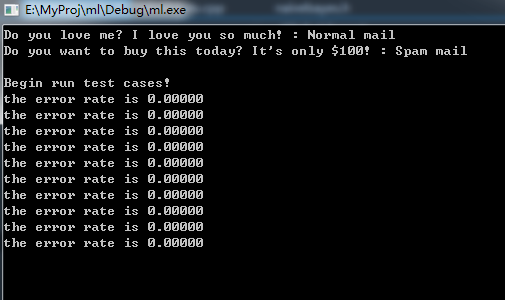 E:\MyProj\ml\Debug\ml.exe
Do you love me? I love you so much! : Normal mail
Do you want to buy this today? It's only $100! : Spam mail
Begin run test cases!
the error rate is 0.00000
the error rate is 0.00000
the error rate is 0.00000
the error rate is 0.00000
the error rate is 0.00000
the error rate is 0.00000
the error rate is 0.00000
the error rate is 0.00000
the error rate is 0.00000
the error rate is 0.00000